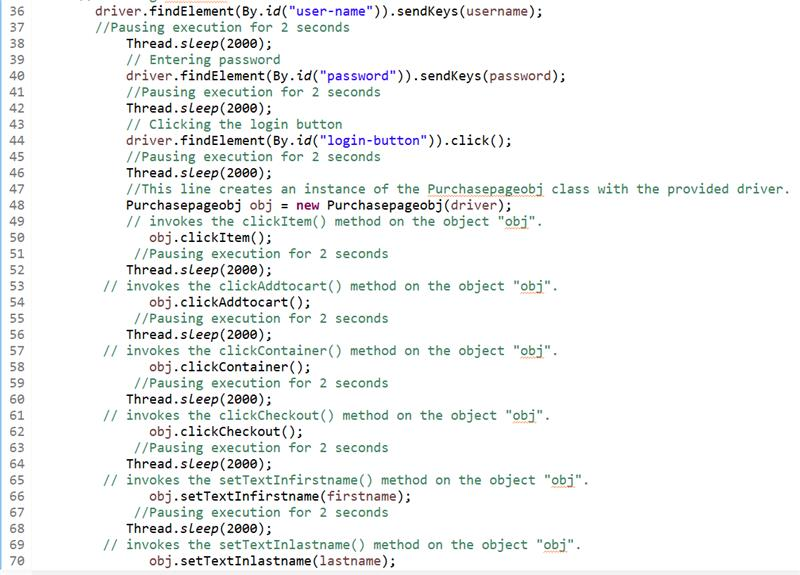 36 driver.findElement(By.id("user-name")).sendKeys(username);
37 //Pausing execution for 2 seconds
38 Thread.sleep(2000);
39 // Entering password
40 driver.findElement(By.id("password")).sendKeys(password);
41 //Pausing execution for 2 seconds
42 Thread.sleep(2000);
43 // Clicking the login button
44 driver.findElement(By.id("login-button")).click();
45 //Pausing execution for 2 seconds
46 Thread.sleep(2000);
47 //This line creates an instance of the Purchasepageobj class with the provided driver.
48 Purchasepageobj obj = new Purchasepageobj(driver);
49 // invokes the clickItem() method on the object "obj".
50 obj.clickItem();
51 //Pausing execution for 2 seconds
52 Thread.sleep(2000);
53 // invokes the clickAddtocart() method on the object "obj".
54 obj.clickAddtocart();
55 //Pausing execution for 2 seconds
56 Thread.sleep(2000);
57 // invokes the clickContainer() method on the object "obj".
58 obj.clickContainer();
59 //Pausing execution for 2 seconds
60 Thread.sleep(2000);
61 // invokes the clickCheckout() method on the object "obj".
62 obj.clickCheckout();
63 //Pausing execution for 2 seconds
64 Thread.sleep(2000);
65 // invokes the setTextInfirstname() method on the object "obj".
66 obj.setTextInfirstname(firstname);
67 //Pausing execution for 2 seconds
68 Thread.sleep(2000);
69 // invokes the setTextInlastname() method on the object "obj".
70 obj.setTextInlastname(lastname);